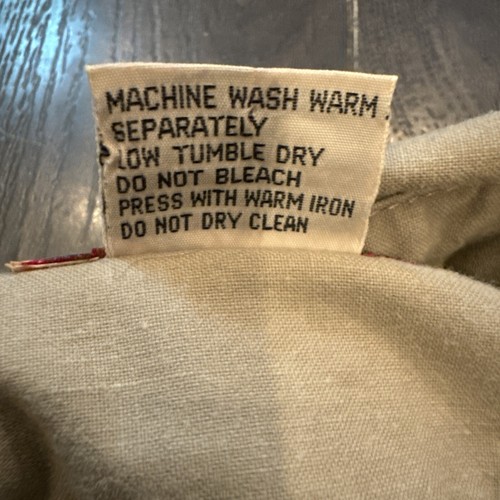 MACHINE WASH WARM
SEPARATELY
LOW TUMBLE DRY
DO NOT BLEACH
PRESS WITH WARM IRON
DO NOT DRY CLEAN